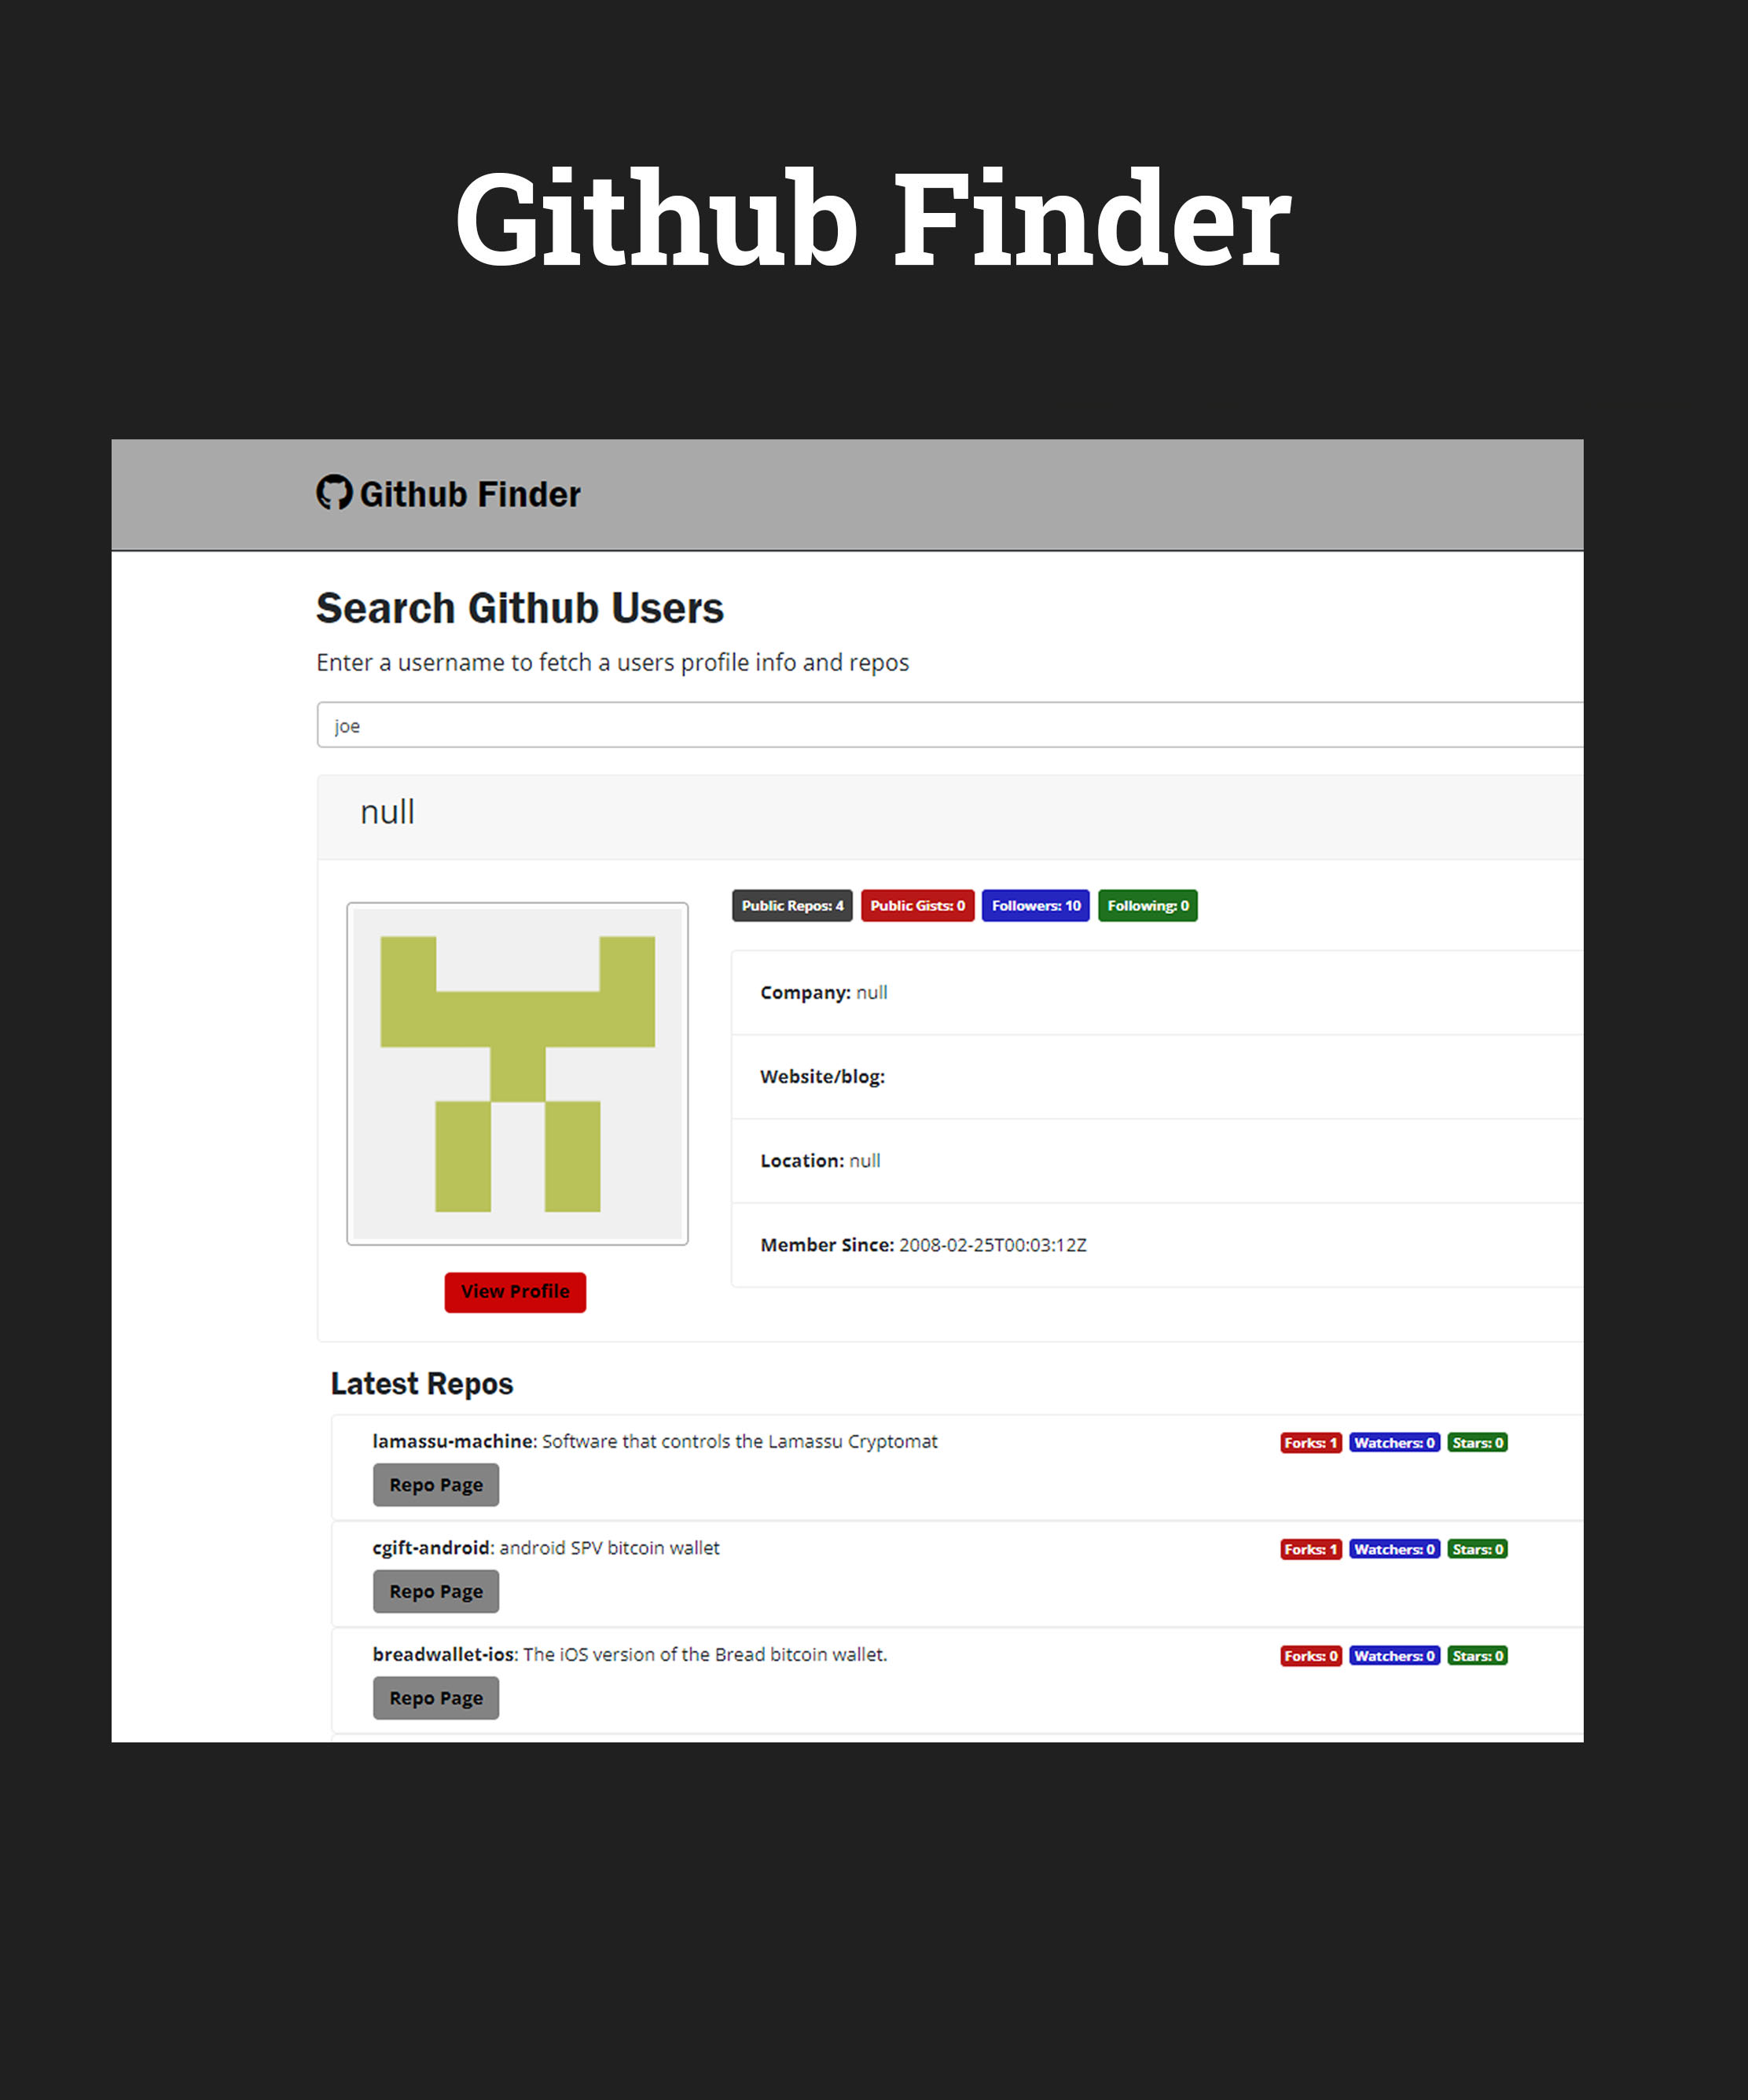 Github Finder
Github Finder
Search Github Users
Enter a username to fetch a users profile info and repos
joe
null
Public Repos: 4 Public Gists: 0 Followers: 10 Following: 0
Company: null
Website/blog:
Location: null
Member Since: 2008-02-25T00:03:12Z
View Profile
Latest Repos
lamassu-machine: Software that controls the Lamassu Cryptomat Forks: 1 Watchers: 0 Stars: 0
Repo Page
cgift-android: android SPV bitcoin wallet Forks: 1 Watchers: 0 Stars: 0
Repo Page
breadwallet-ios: The iOS version of the Bread bitcoin wallet. Forks: 0 Watchers: 0 Stars: 0
Repo Page